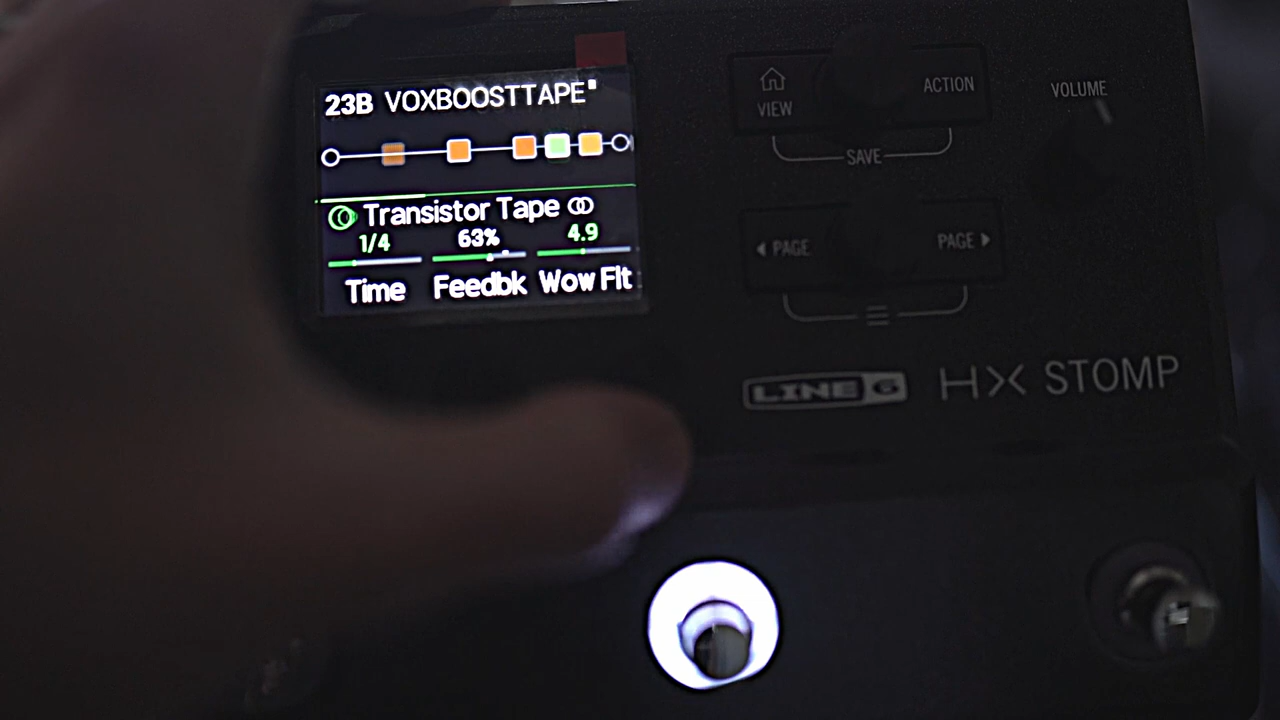 23B VOXBOOSTTAPE
Transistor Tape
1/4 63% 4.9
Time Feedbk Wow Flt
VIEW ACTION
SAVE
VOLUME
PAGE PAGE
LINE 6 HX STOMP